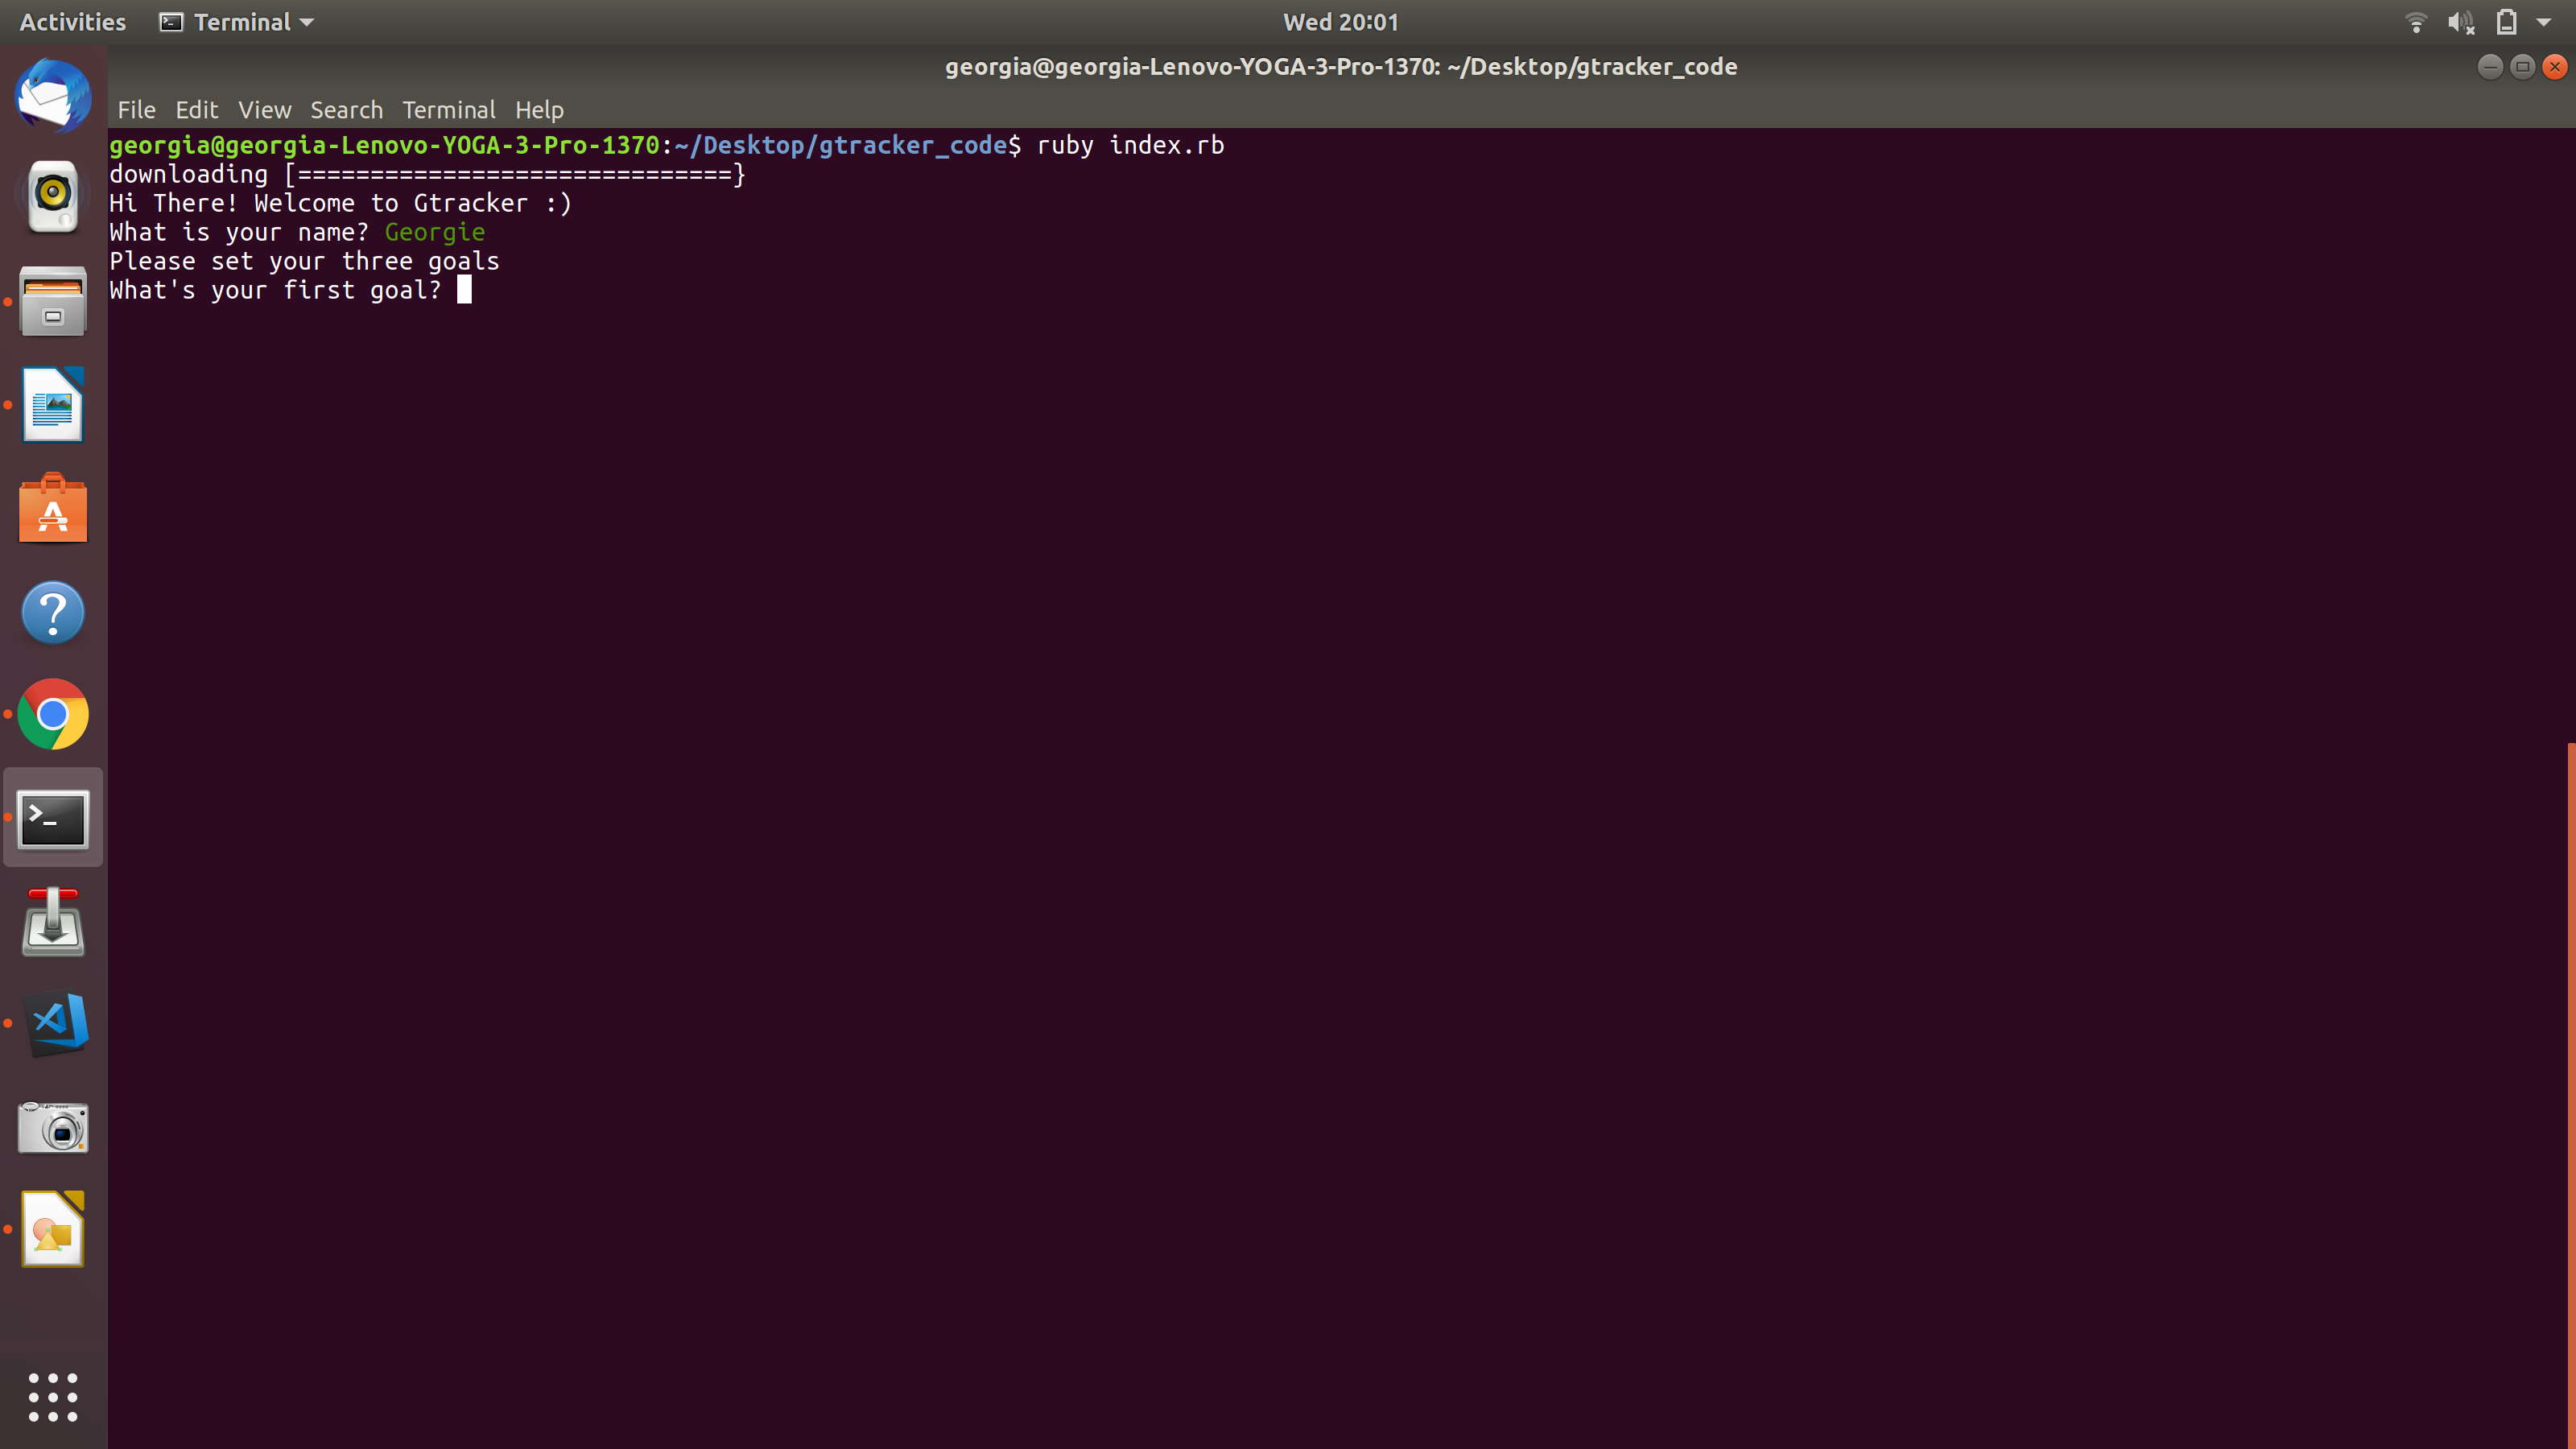 Activities Terminal Wed 20:01
georgia@georgia-Lenovo-YOGA-3-Pro-1370: ~/Desktop/gtracker_code
File Edit View Search Terminal Help
georgia@georgia-Lenovo-YOGA-3-Pro-1370:~/Desktop/gtracker_code$ ruby index.rb
downloading [==============================}
Hi There! Welcome to Gtracker :)
What is your name? Georgie
Please set your three goals
What's your first goal?